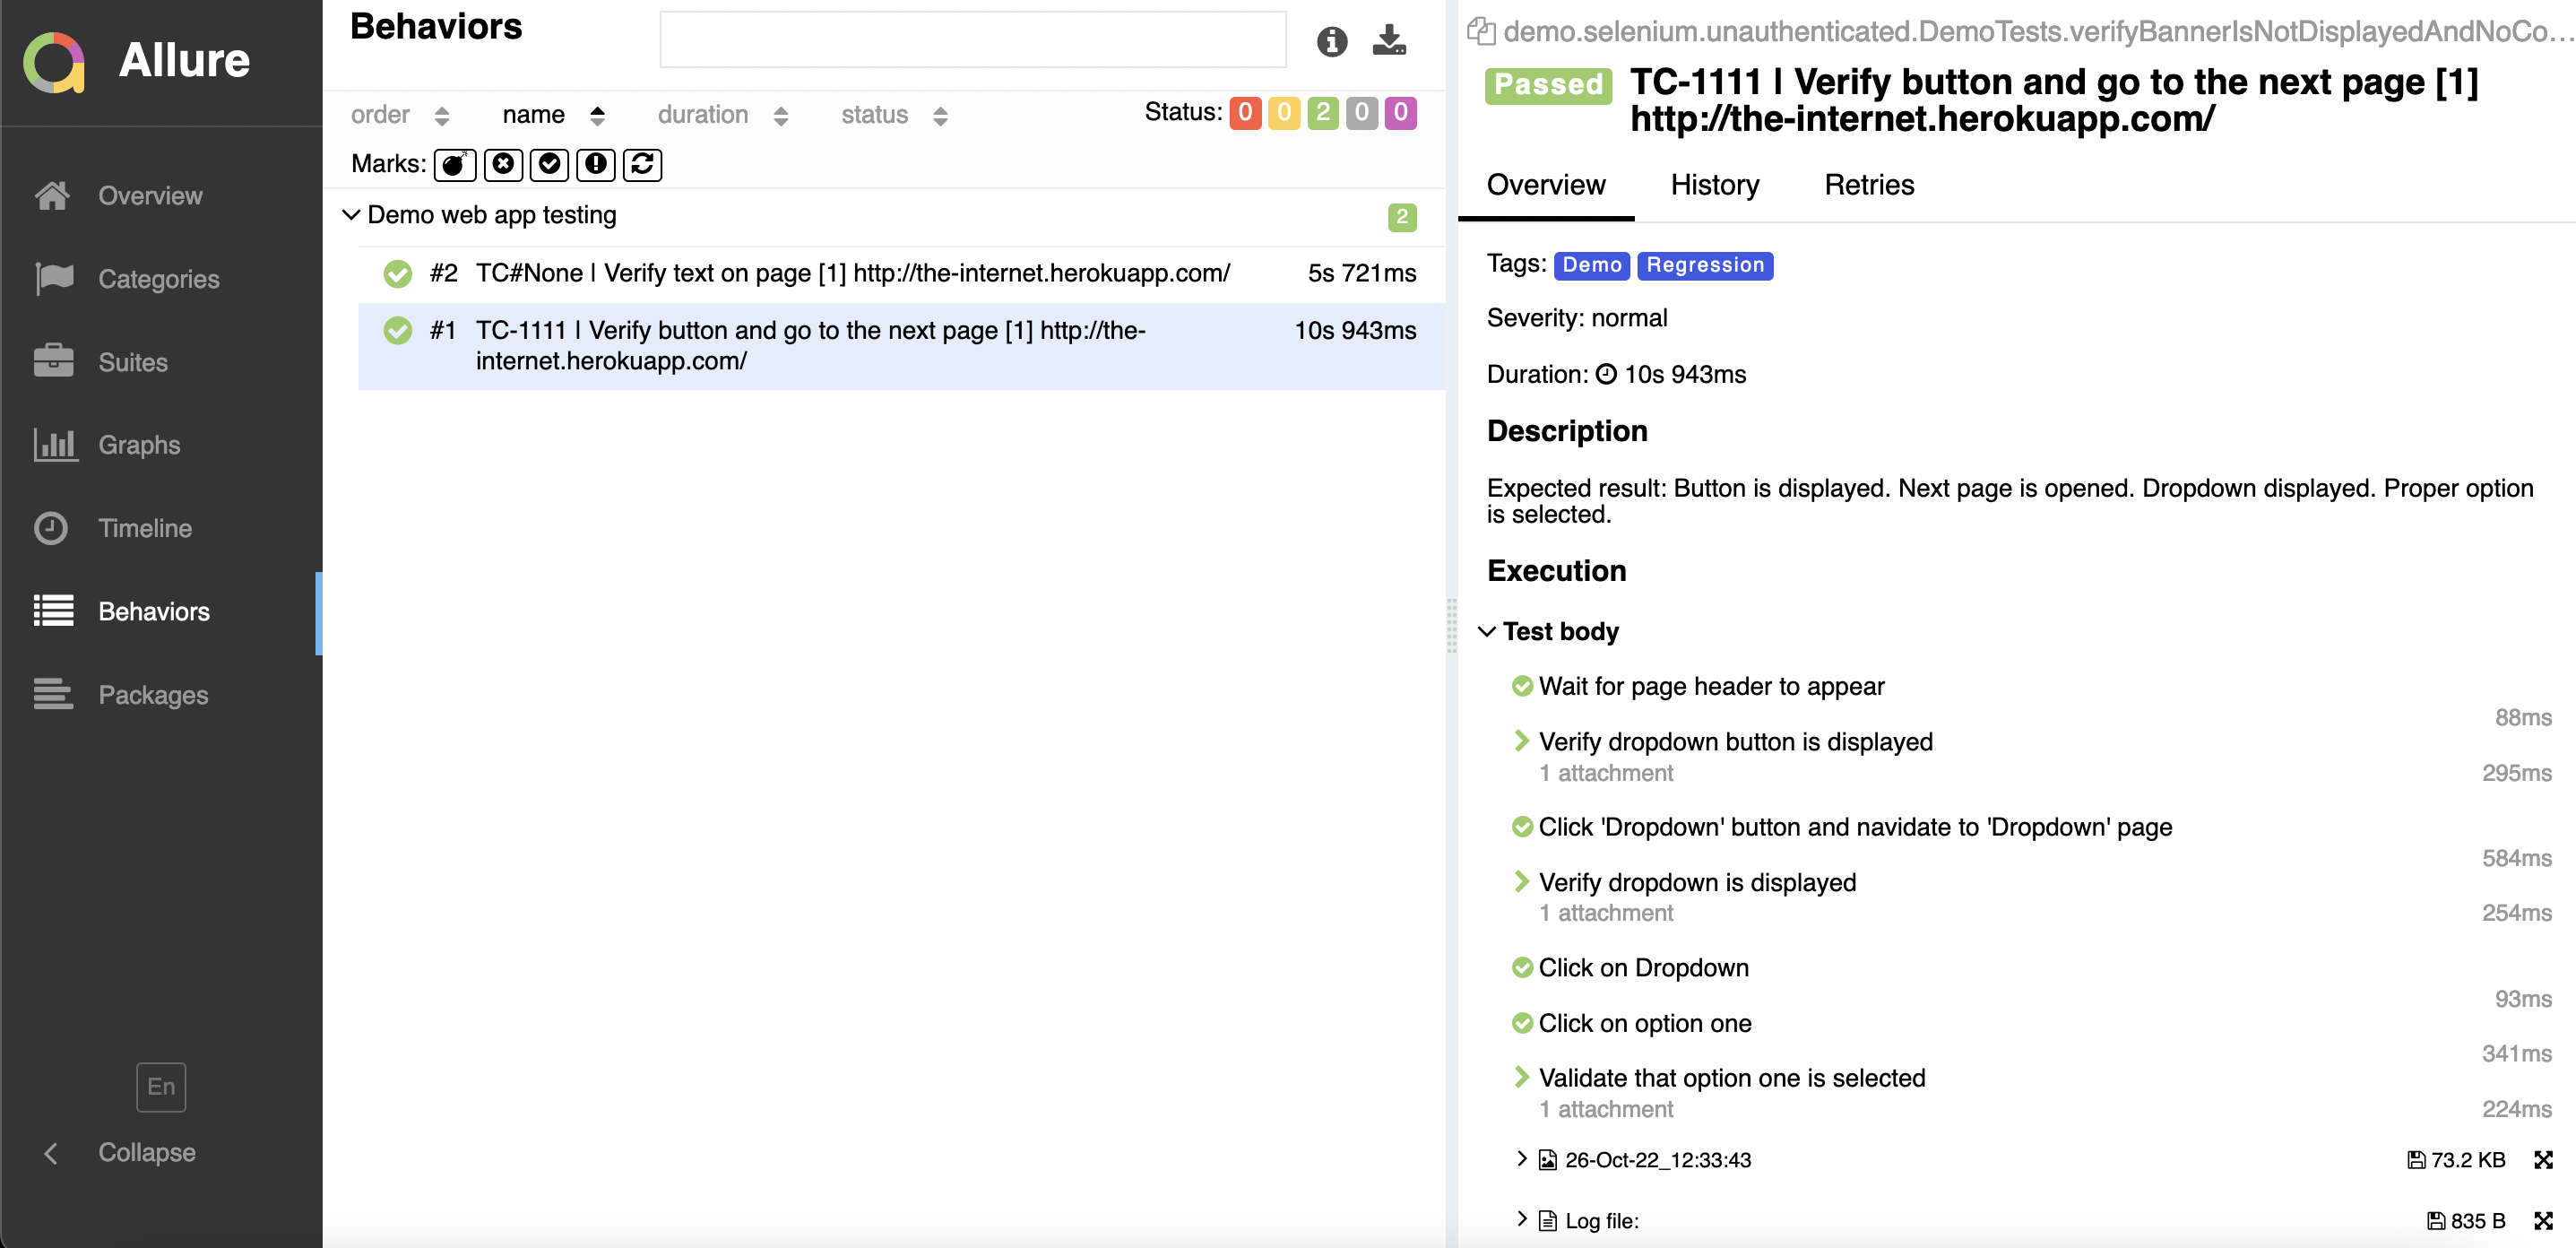 Allure
Overview
Categories
Suites
Graphs
Timeline
Behaviors
Packages
En
Collapse
Behaviors
order name duration status
Status: 0 0 2 0 0
Marks:
Demo web app testing 2
#2 TC#None | Verify text on page [1] http://the-internet.herokuapp.com/ 5s 721ms
#1 TC-1111 | Verify button and go to the next page [1] http://the- 10s 943ms
internet.herokuapp.com/
demo.selenium.unauthenticated.DemoTests.verifyBannerIsNotDisplayedAndNoCo...
Passed TC-1111 | Verify button and go to the next page [1]
http://the-internet.herokuapp.com/
Overview History Retries
Tags: Demo Regression
Severity: normal
Duration: 10s 943ms
Description
Expected result: Button is displayed. Next page is opened. Dropdown displayed. Proper option
is selected.
Execution
Test body
Wait for page header to appear
88ms
Verify dropdown button is displayed
1 attachment 295ms
Click 'Dropdown' button and navidate to 'Dropdown' page
584ms
Verify dropdown is displayed
1 attachment 254ms
Click on Dropdown
93ms
Click on option one
341ms
Validate that option one is selected
1 attachment 224ms
26-Oct-22_12:33:43 73.2 KB
Log file: 835 B